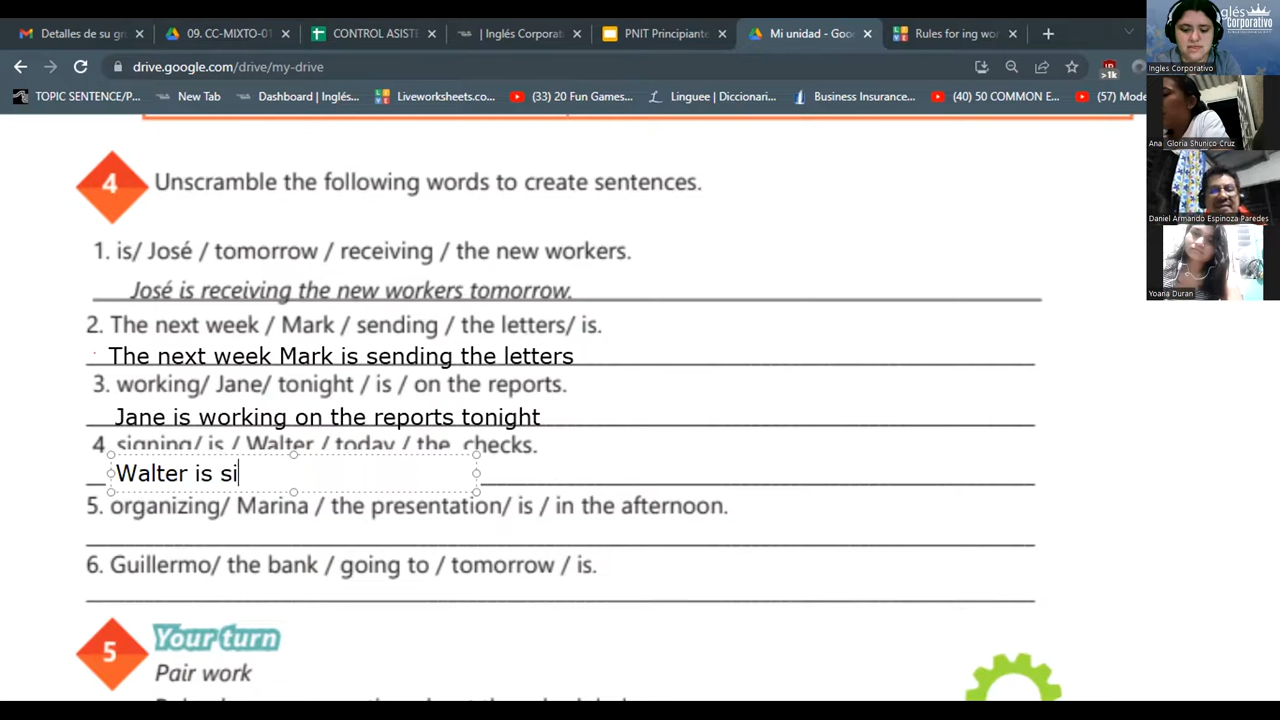 Detalles de su gr
09. CC-MIXTO-01
CONTROL ASISTE
[Inglés Corporati
PNIT Principiante
Mi unidad - Goo
Rules for ing wor
drive.google.com/drive/my-drive
>1k
TOPIC SENTENCE/P...
New Tab
Dashboard | Inglés...
Liveworksheets.co...
(33) 20 Fun Games...
Linguee | Diccionari...
Business Insurance...
(40) 50 COMMON E...
(57) Mode
glés
Corporativo
Ingles Corporativo
Ana Gloria Shunico Cruz
Daniel Armando Espinoza Paredes
Yoana Duran
4 Unscramble the following words to create sentences.
1. is/ José / tomorrow / receiving / the new workers.
José is receiving the new workers tomorrow.
2. The next week / Mark / sending / the letters/ is.
The next week Mark is sending the letters
3. working/ Jane/ tonight / is / on the reports.
Jane is working on the reports tonight
4 signing/ is / Walter / today / the checks.
Walter is si
5. organizing/ Marina / the presentation/ is / in the afternoon.
6. Guillermo/ the bank / going to / tomorrow / is.
5 Your turn
Pair work